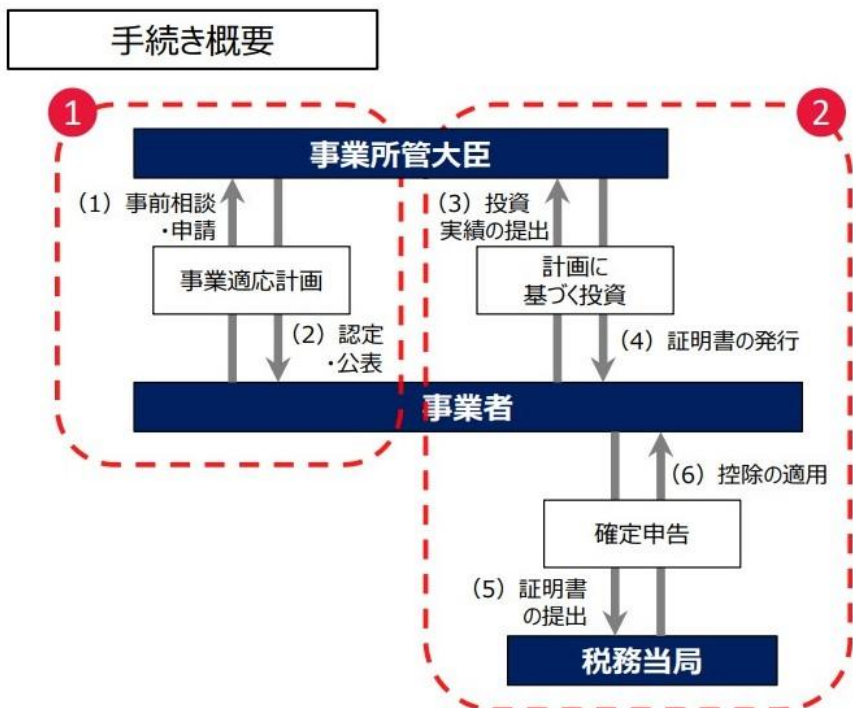 手続き概要
1
2
事業所管大臣
（1）事前相談
・申請
事業適応計画
（2）認定
・公表
（3）投資
実績の提出
計画に
基づく投資
（4）証明書の発行
事業者
（6）控除の適用
確定申告
（5）証明書
の提出
税務当局